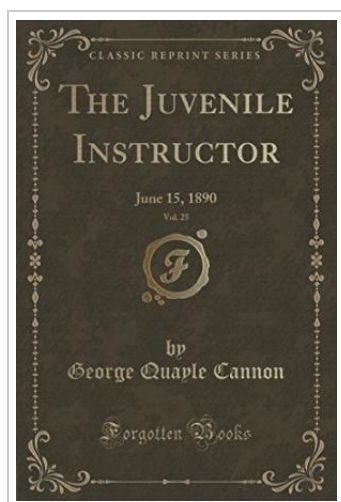 CLASSIC REPRINT SERIES
THE JUVENILE
INSTRUCTOR
June 15, 1890
Vol. 25
F
by
George Quayle Cannon
Forgotten Books